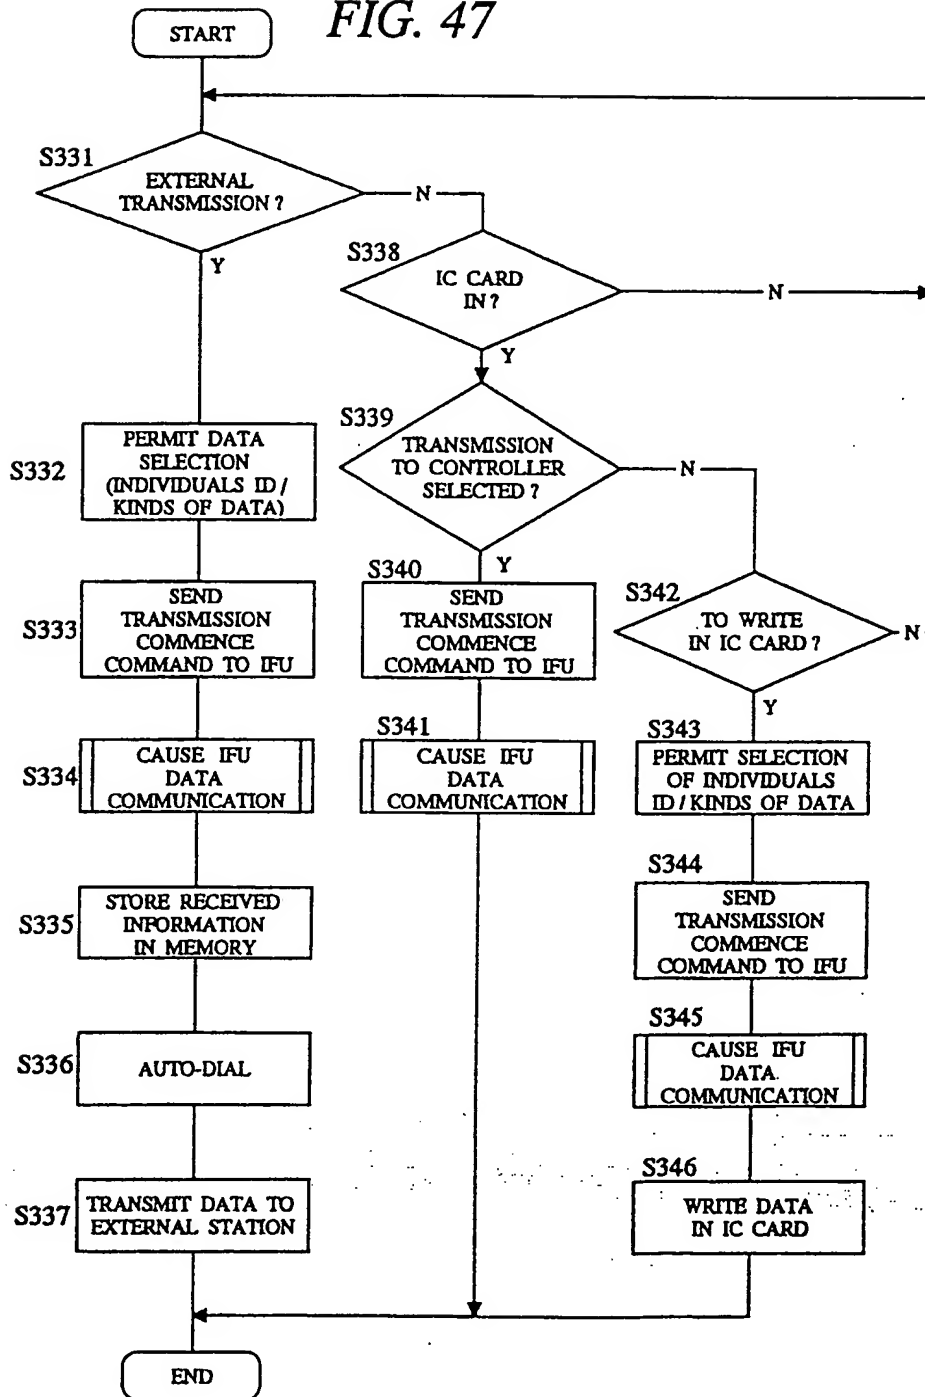 FIG. 47
START
S331
EXTERNAL
TRANSMISSION ?
N
Y
S338
IC CARD
IN ?
N
Y
S339
TRANSMISSION
TO CONTROLLER
SELECTED ?
N
Y
S332
PERMIT DATA
SELECTION
(INDIVIDUALS ID /
KINDS OF DATA)
S333
SEND
TRANSMISSION
COMMENCE
COMMAND TO IFU
S340
SEND
TRANSMISSION
COMMENCE
COMMAND TO IFU
S342
TO WRITE
IN IC CARD ?
N
Y
S334
CAUSE IFU
DATA
COMMUNICATION
S341
CAUSE IFU
DATA
COMMUNICATION
S343
PERMIT SELECTION
OF INDIVIDUALS
ID / KINDS OF DATA
S335
STORE RECEIVED
INFORMATION
IN MEMORY
S344
SEND
TRANSMISSION
COMMENCE
COMMAND TO IFU
S336
AUTO-DIAL
S345
CAUSE IFU
DATA
COMMUNICATION
S337
TRANSMIT DATA TO
EXTERNAL STATION
S346
WRITE DATA
IN IC CARD
END